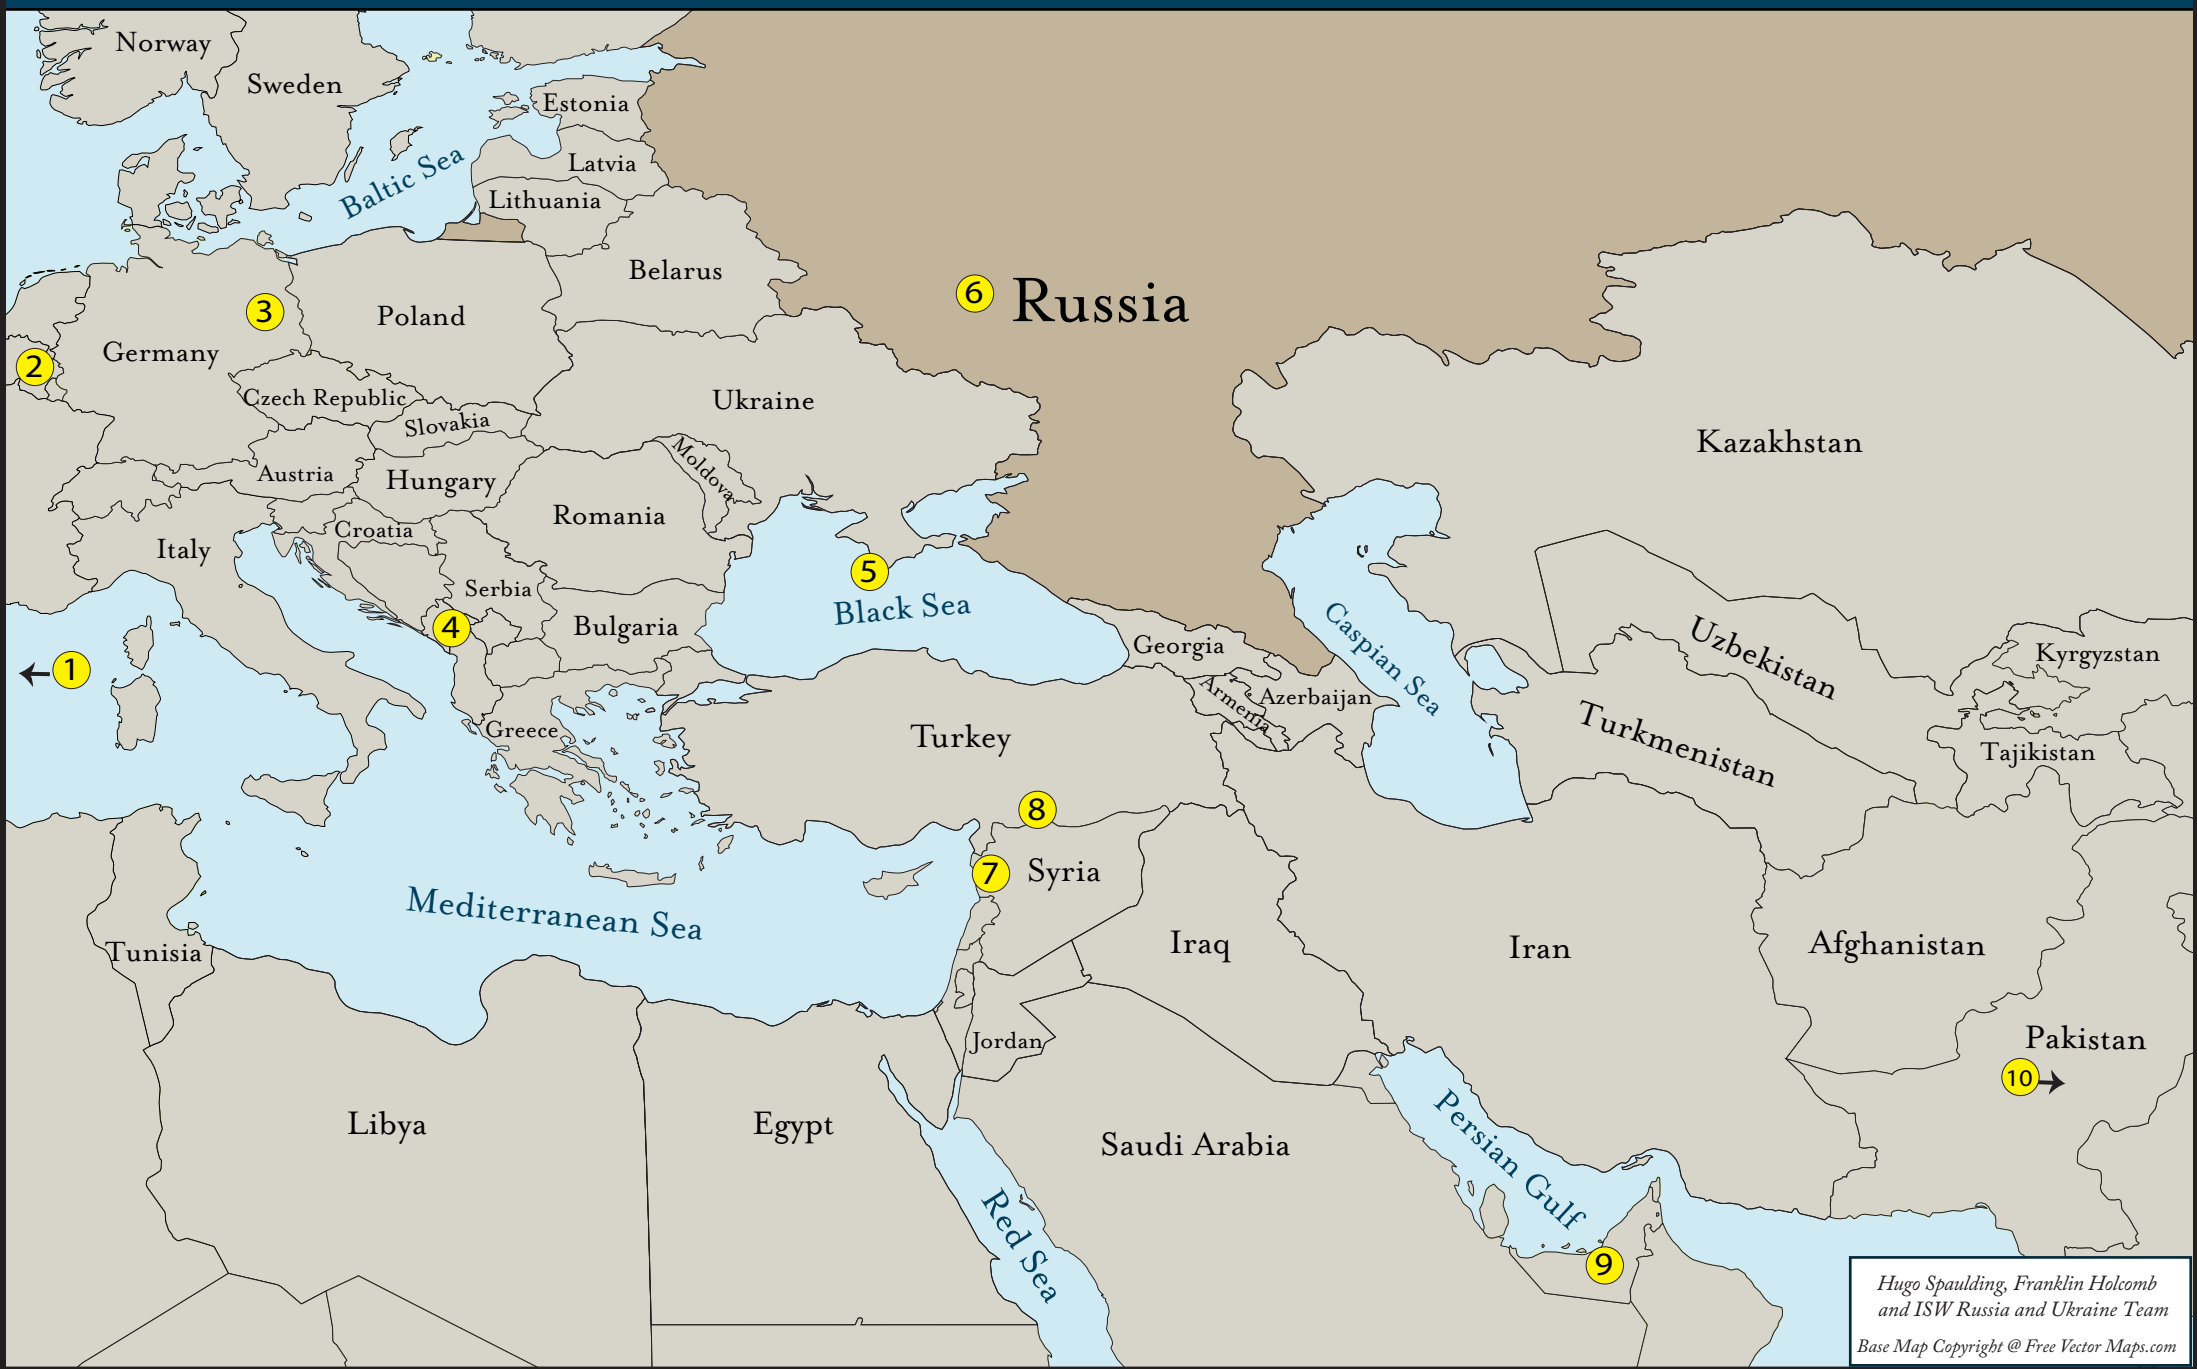 Norway
Sweden
Estonia
Latvia
Baltic Sea
Lithuania
Belarus
6
Russia
3
Poland
Germany
2
Czech Republic
Ukraine
Slovakia
Kazakhstan
Austria
Hungary
Moldova
Romania
Croatia
Italy
5
Serbia
Black Sea
4
Bulgaria
Georgia
Caspian Sea
Uzbekistan
Kyrgyzstan
1
Armenia
Azerbaijan
Greece
Turkey
Turkmenistan
Tajikistan
8
7
Syria
Mediterranean Sea
Tunisia
Iraq
Iran
Afghanistan
Jordan
Pakistan
10
Libya
Egypt
Saudi Arabia
Persian Gulf
Red Sea
9
Hugo Spaulding, Franklin Holcomb
and ISW Russia and Ukraine Team
Base Map Copyright @ Free Vector Maps.com